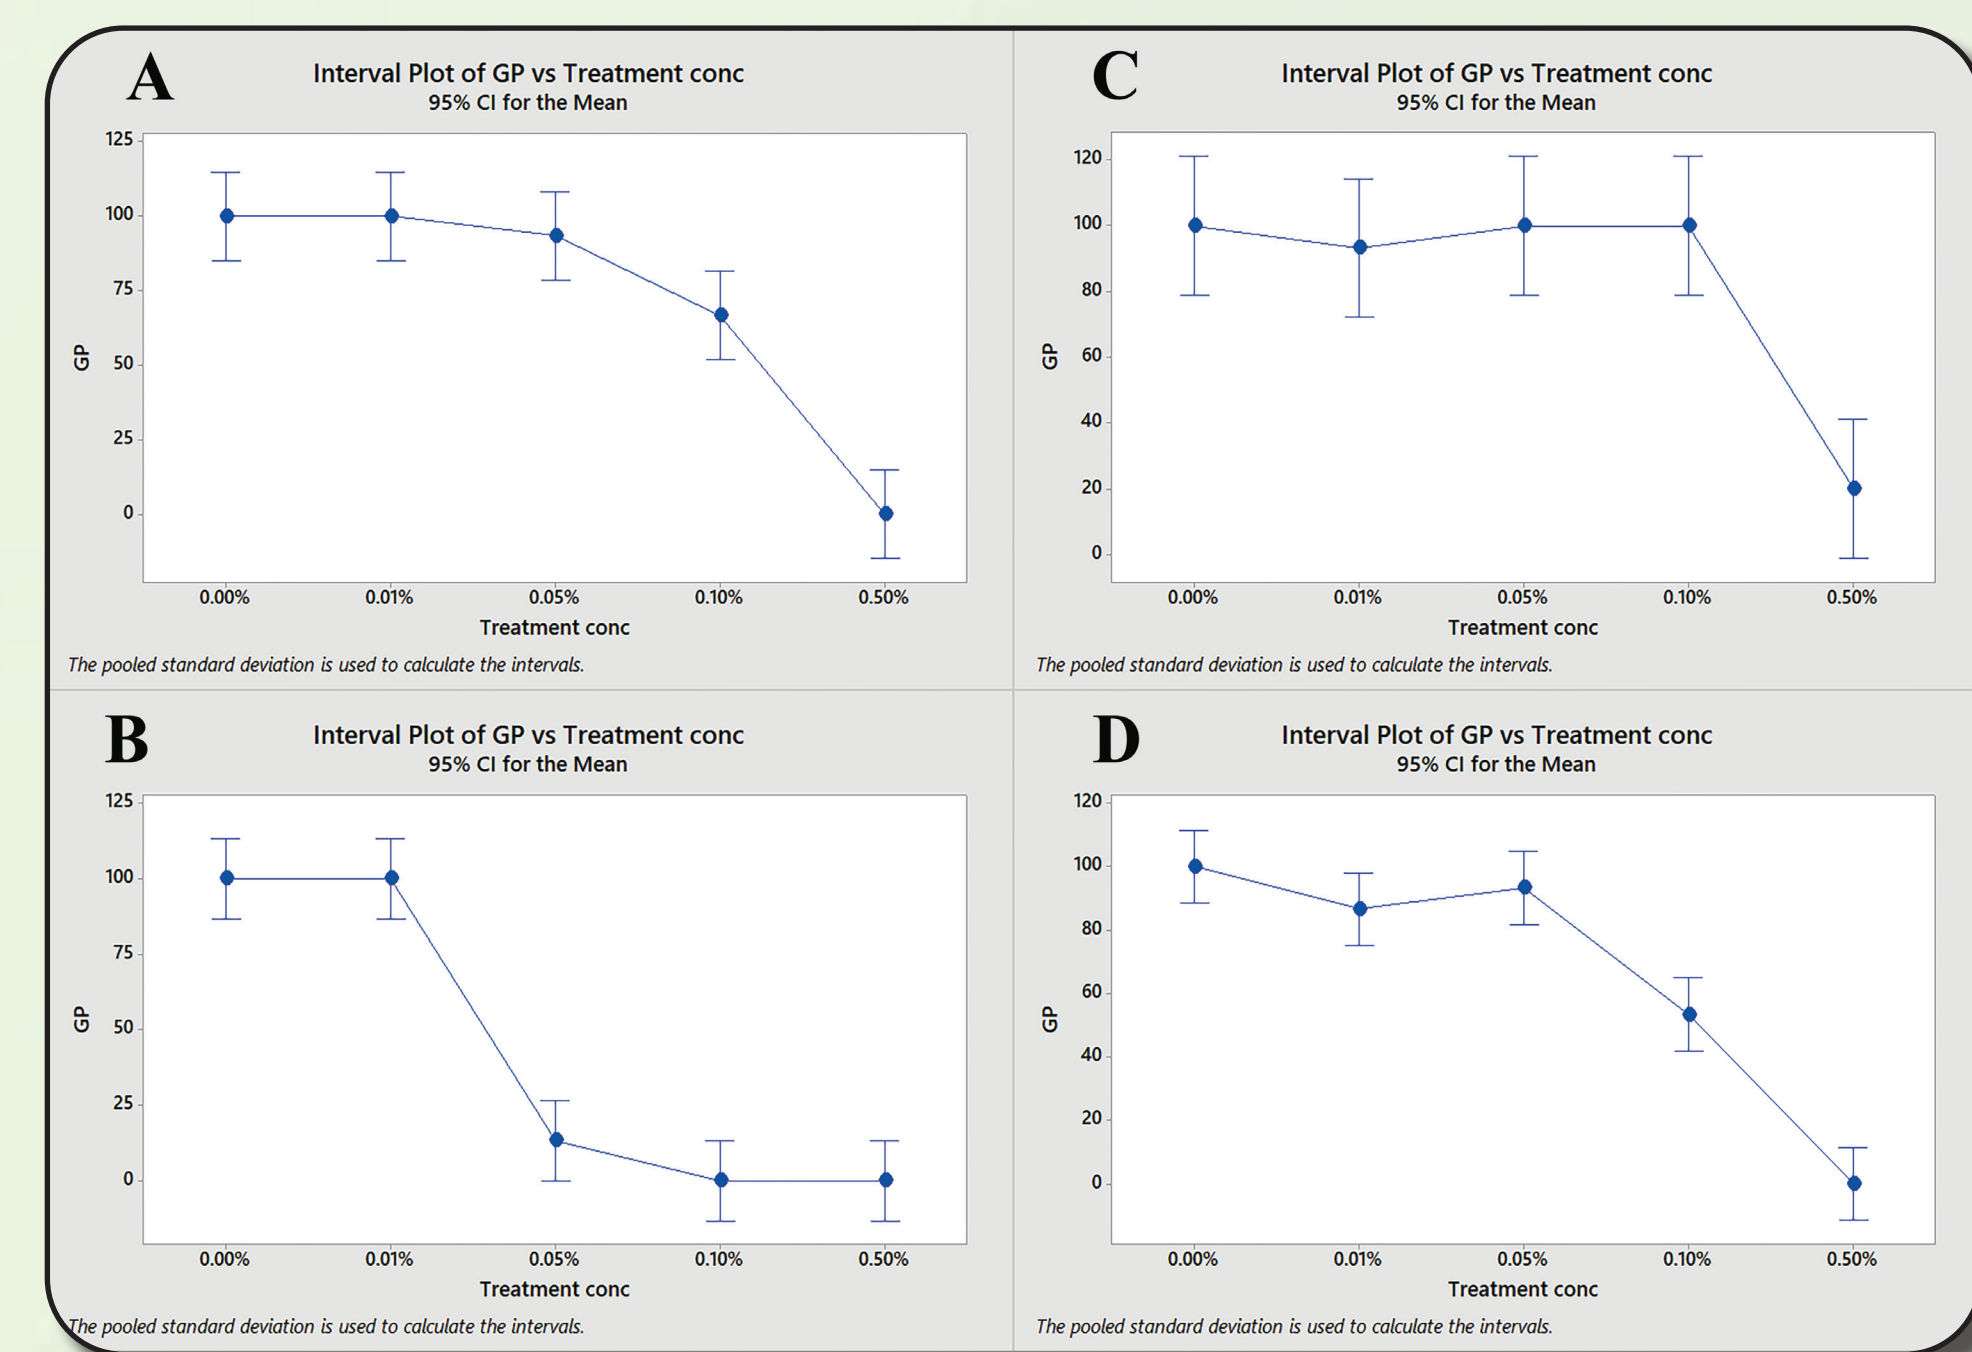 A
Interval Plot of GP vs Treatment conc
95% CI for the Mean
125
100
75
50
25
0
GP
0.00% 0.01% 0.05% 0.10% 0.50%
Treatment conc
The pooled standard deviation is used to calculate the intervals.
C
Interval Plot of GP vs Treatment conc
95% CI for the Mean
120
100
80
60
40
20
0
GP
0.00% 0.01% 0.05% 0.10% 0.50%
Treatment conc
The pooled standard deviation is used to calculate the intervals.
B
Interval Plot of GP vs Treatment conc
95% CI for the Mean
125
100
75
50
25
0
GP
0.00% 0.01% 0.05% 0.10% 0.50%
Treatment conc
The pooled standard deviation is used to calculate the intervals.
D
Interval Plot of GP vs Treatment conc
95% CI for the Mean
120
100
80
60
40
20
0
GP
0.00% 0.01% 0.05% 0.10% 0.50%
Treatment conc
The pooled standard deviation is used to calculate the intervals.